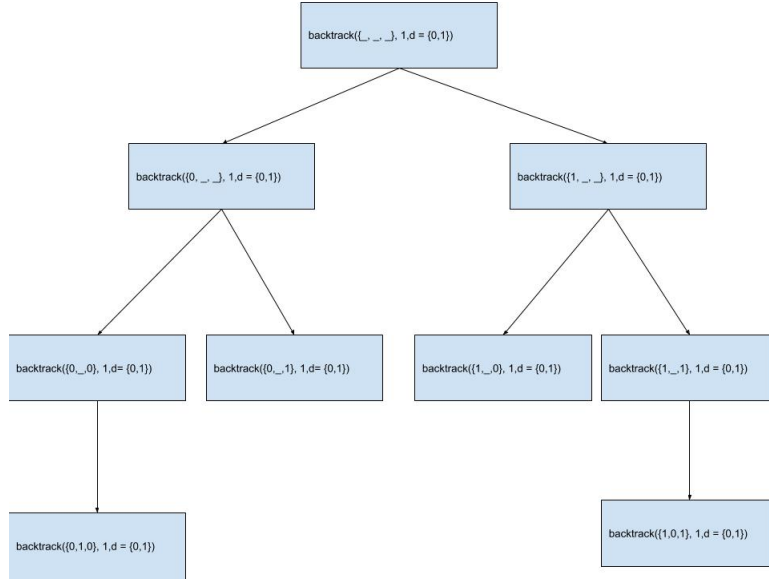 backtrack({_, _, _}, 1,d = {0,1})
backtrack({0, _, _}, 1,d = {0,1})
backtrack({1, _, _}, 1,d = {0,1})
backtrack({0,_,0}, 1,d= {0,1})
backtrack({0,_,1}, 1,d= {0,1})
backtrack({1,_,0}, 1,d = {0,1})
backtrack({1,_,1}, 1,d = {0,1})
backtrack({0,1,0}, 1,d = {0,1})
backtrack({1,0,1}, 1,d = {0,1})